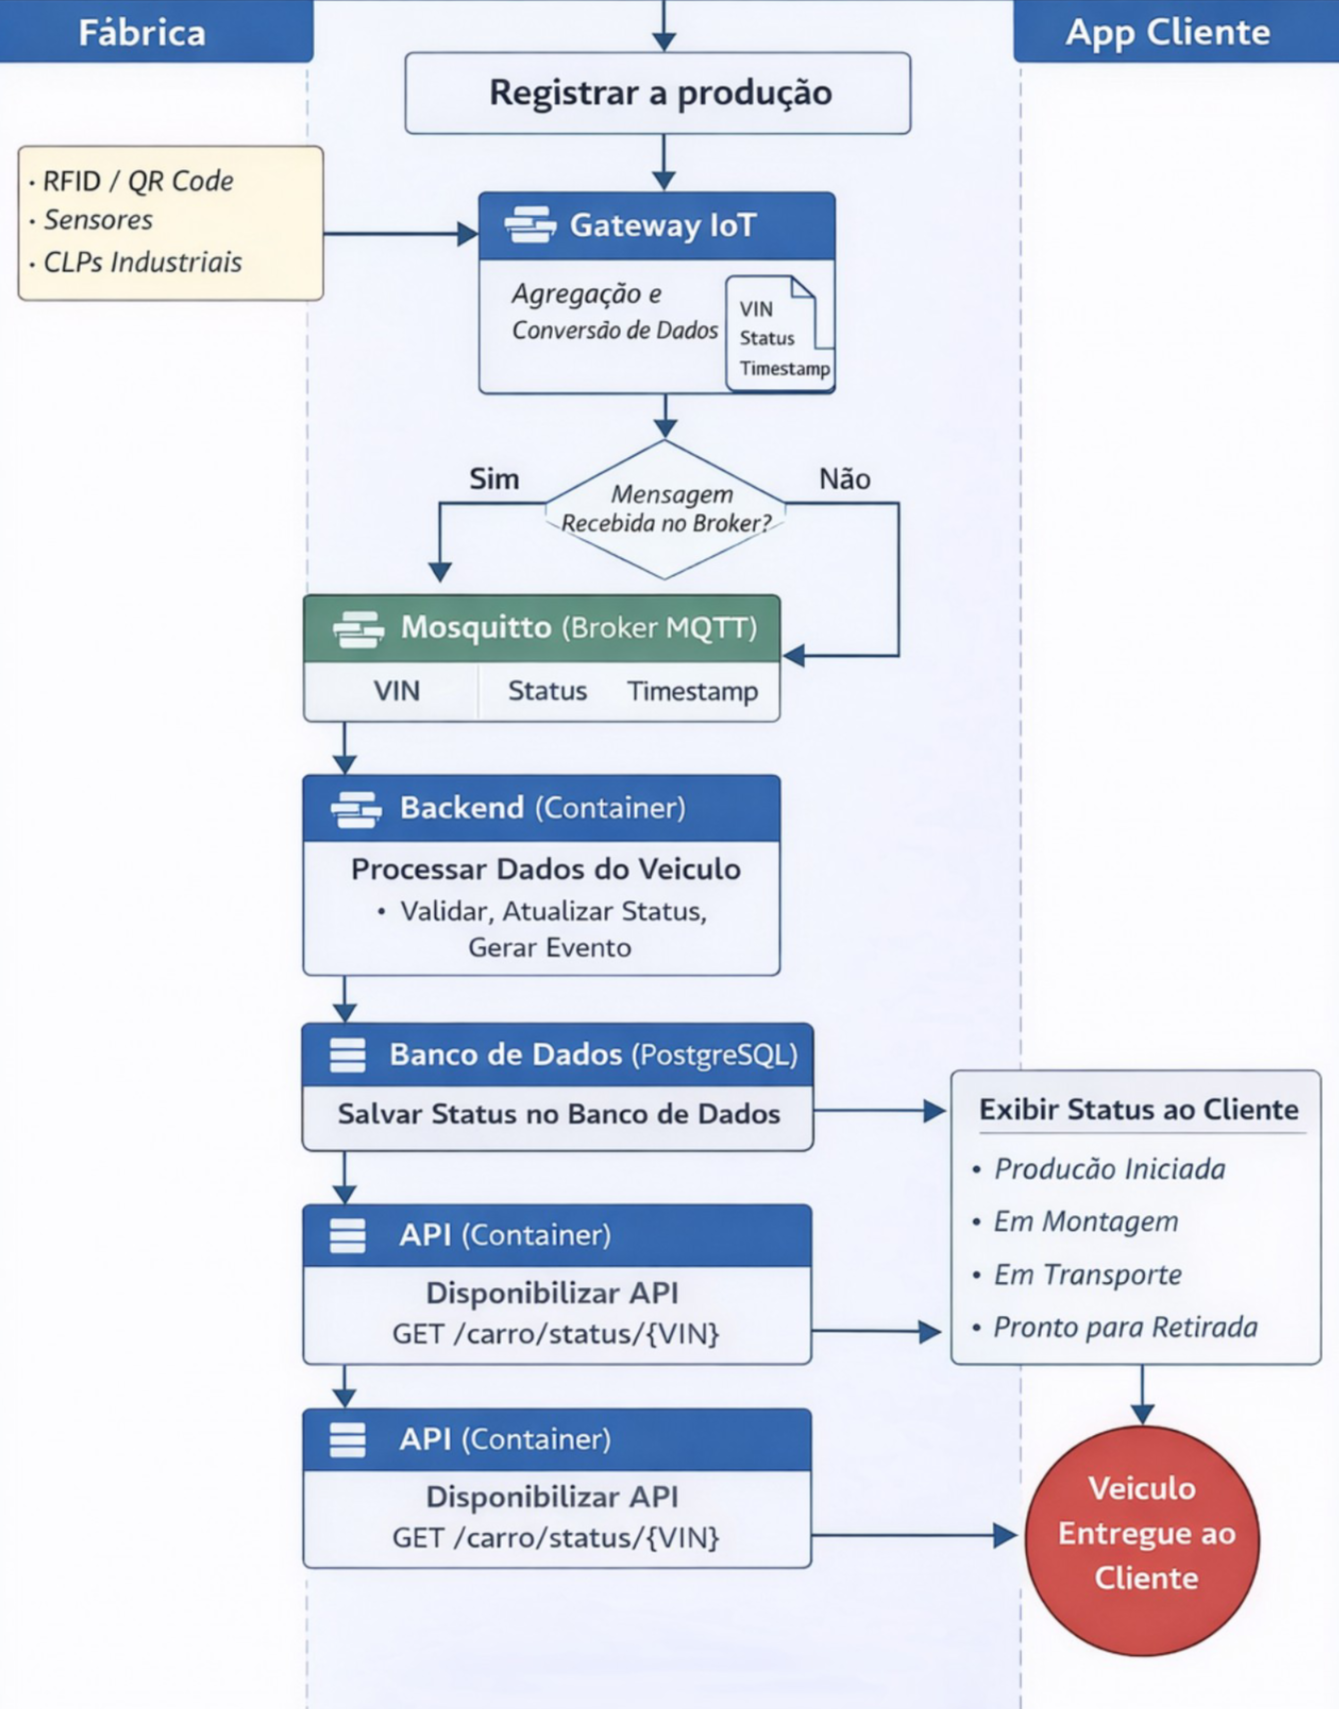 Fábrica
App Cliente
Registrar a produção
· RFID / QR Code
· Sensores
· CLPs Industriais
Gateway IoT
Agregação e
Conversão de Dados
VIN
Status
Timestamp
Sim
Não
Mensagem
Recebida no Broker?
Mosquitto (Broker MQTT)
VIN Status Timestamp
Backend (Container)
Processar Dados do Veiculo
• Validar, Atualizar Status,
Gerar Evento
Banco de Dados (PostgreSQL)
Salvar Status no Banco de Dados
Exibir Status ao Cliente
• Producão Iniciada
• Em Montagem
• Em Transporte
• Pronto para Retirada
API (Container)
Disponibilizar API
GET /carro/status/{VIN}
API (Container)
Disponibilizar API
GET /carro/status/{VIN}
Veiculo
Entregue ao
Cliente